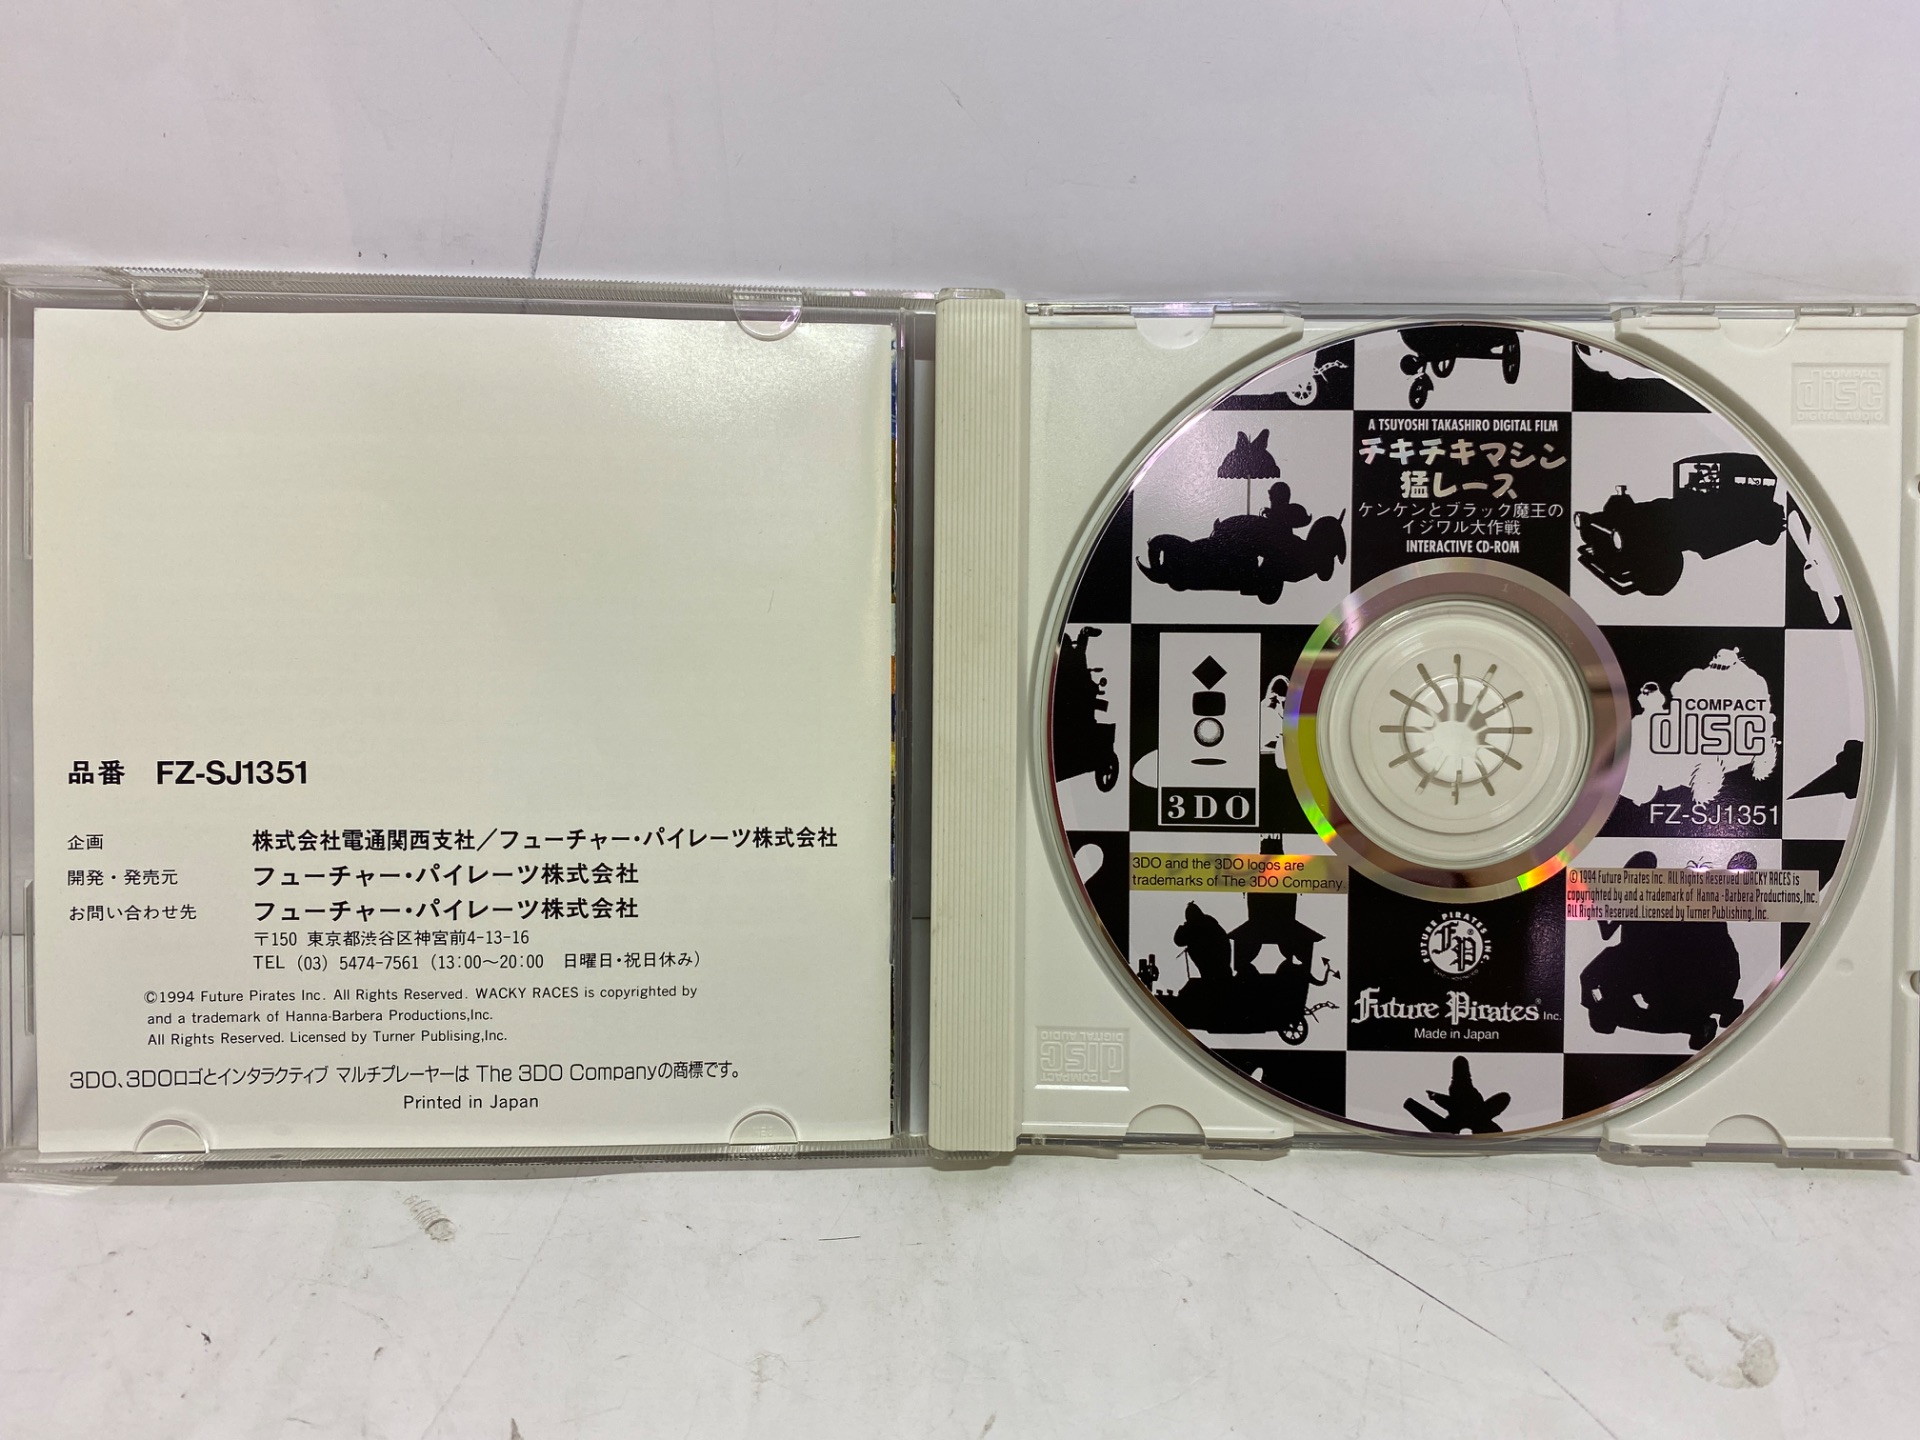 品番 FZ-SJ1351
企画 株式会社電通関西支社／フューチャー・パイレーツ株式会社
開発・発売元 フューチャー・パイレーツ株式会社
お問い合わせ先 フューチャー・パイレーツ株式会社
〒150 東京都渋谷区神宮前4-13-16
TEL (03) 5474-7561 (13:00〜20:00 日曜日・祝日休み)
©1994 Future Pirates Inc. All Rights Reserved. WACKY RACES is copyrighted by
and a trademark of Hanna-Barbera Productions,Inc.
All Rights Reserved. Licensed by Turner Publising,Inc.
3DO、3DOロゴとインタラクティブ マルチプレーヤーは The 3DO Companyの商標です。
Printed in Japan
A TSUYOSHI TAKASHIRO DIGITAL FILM
チキチキマシン
猛レース
ケンケンとブラック魔王の
イジワル大作戦
INTERACTIVE CD-ROM
3DO
COMPACT
disc
FZ-SJ1351
3DO and the 3DO logos are
trademarks of The 3DO Company.
©1994 Future Pirates Inc. All Rights Reserved. WACKY RACES is
copyrighted by and a trademark of Hanna-Barbera Productions,Inc.
All Rights Reserved. Licensed by Turner Publishing,Inc.
FUTURE PIRATES INC.
FP
Future Pirates® Inc.
Made in Japan
COMPACT
disc
DIGITAL AUDIO
COMPACT
disc
DIGITAL AUDIO